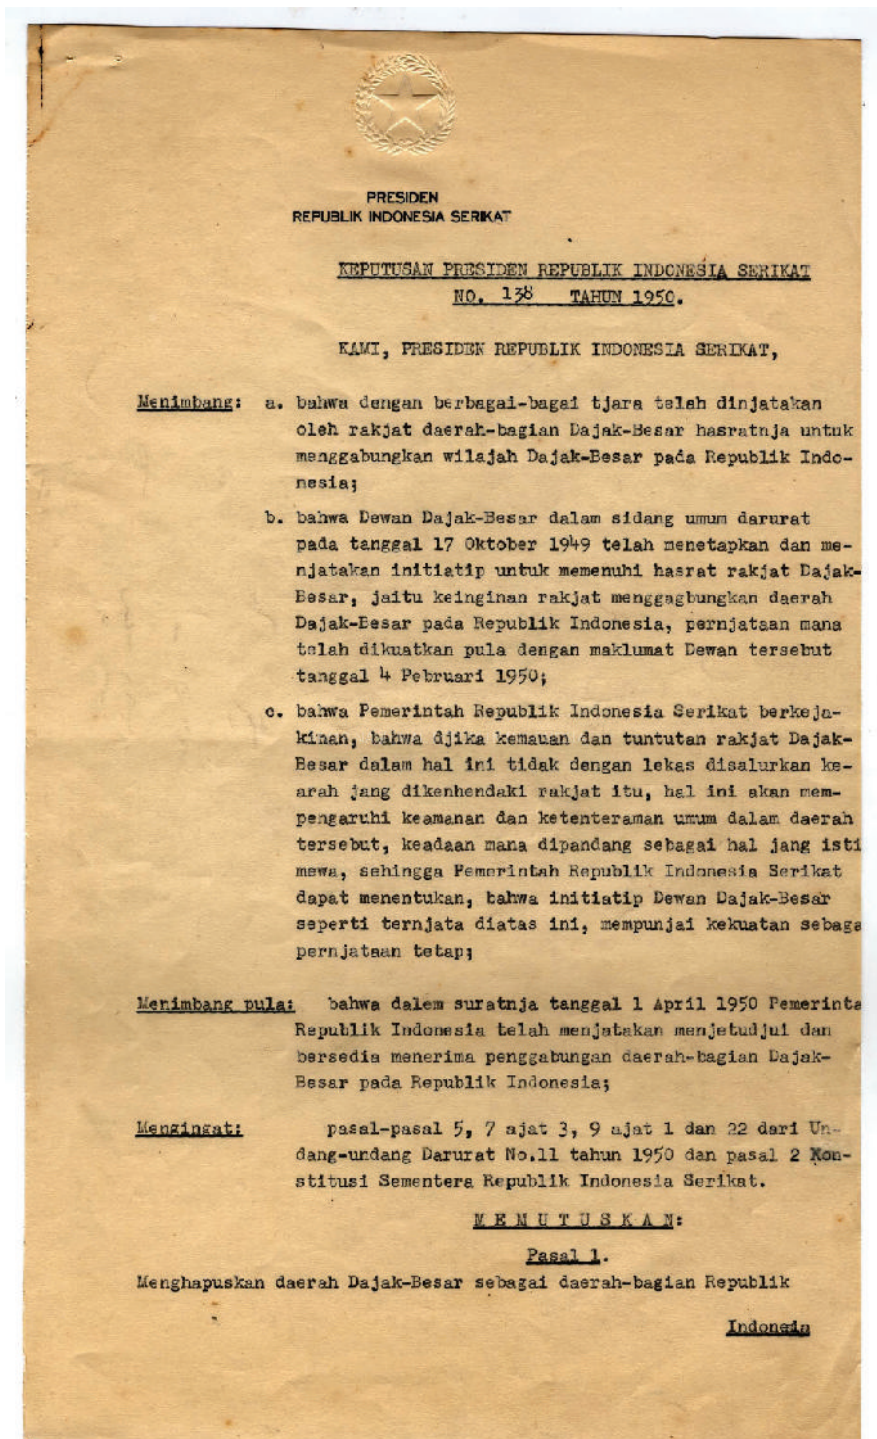 PRESIDEN
REPUBLIK INDONESIA SERIKAT
KEPUTUSAN PRESIDEN REPUBLIK INDONESIA SERIKAT
NO. 138 TAHUN 1950.
KAMI, PRESIDEN REPUBLIK INDONESIA SERIKAT,
Menimbang: a. bahwa dengan berbagai-bagai tjara telah dinjatakan
oleh rakjat daerah-bagian Dajak-Besar hasratnja untuk
menggabungkan wilajah Dajak-Besar pada Republik Indo-
nesia;
b. bahwa Dewan Dajak-Besar dalam sidang umum darurat
pada tanggal 17 Oktober 1949 telah menetapkan dan me-
njatakan initiatip untuk memenuhi hasrat rakjat Dajak-
Besar, jaitu keinginan rakjat menggagbungkan daerah
Dajak-Besar pada Republik Indonesia, pernjataan mana
telah dikuatkan pula dengan maklumat Dewan tersebut
tanggal 4 Pebruari 1950;
c. bahwa Pemerintah Republik Indonesia Serikat berkeja-
kinan, bahwa djika kemauan dan tuntutan rakjat Dajak-
Besar dalam hal ini tidak dengan lekas disalurkan ke-
arah jang dikenhendaki rakjat itu, hal ini akan mem-
pengaruhi keamanan dan ketenteraman umum dalam daerah
tersebut, keadaan mana dipandang sebagai hal jang isti
mewa, sehingga Pemerintah Republik Indonesia Serikat
dapat menentukan, bahwa initiatip Dewan Dajak-Besar
seperti ternjata diatas ini, mempunjai kekuatan sebaga
pernjataan tetap;
Menimbang pula: bahwa dalem suratnja tanggal 1 April 1950 Pemerinta
Republik Indonesia telah menjatakan menjetudjui dan
bersedia menerima penggabungan daerah-bagian Dajak-
Besar pada Republik Indonesia;
Mengingat: pasal-pasal 5, 7 ajat 3, 9 ajat 1 dan 22 dari Un-
dang-undang Darurat No.11 tahun 1950 dan pasal 2 Kon-
stitusi Sementera Republik Indonesia Serikat.
M E M U T U S K A N:
Pasal 1.
Menghapuskan daerah Dajak-Besar sebagai daerah-bagian Republik
Indonesia